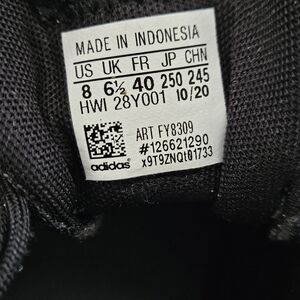 MADE IN INDONESIA
US UK FR JP CHN
8 6½ 40 250 245
HWI 28Y001 10/20
ART FY8309
#126621290
x9T9ZNQt01733
adidas